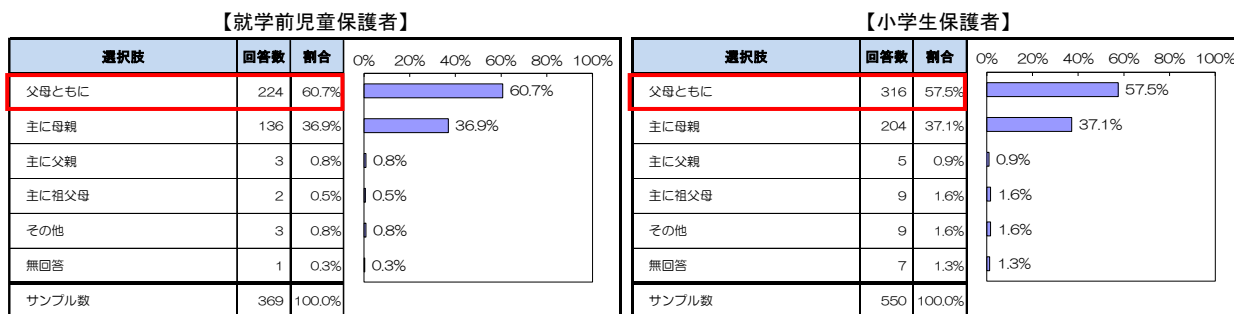 【就学前児童保護者】
選択肢 回答数 割合 0% 20% 40% 60% 80% 100%
父母ともに 224 60.7% 60.7%
主に母親 136 36.9% 36.9%
主に父親 3 0.8% 0.8%
主に祖父母 2 0.5% 0.5%
その他 3 0.8% 0.8%
無回答 1 0.3% 0.3%
サンプル数 369 100.0%
【小学生保護者】
選択肢 回答数 割合 0% 20% 40% 60% 80% 100%
父母ともに 316 57.5% 57.5%
主に母親 204 37.1% 37.1%
主に父親 5 0.9% 0.9%
主に祖父母 9 1.6% 1.6%
その他 9 1.6% 1.6%
無回答 7 1.3% 1.3%
サンプル数 550 100.0%